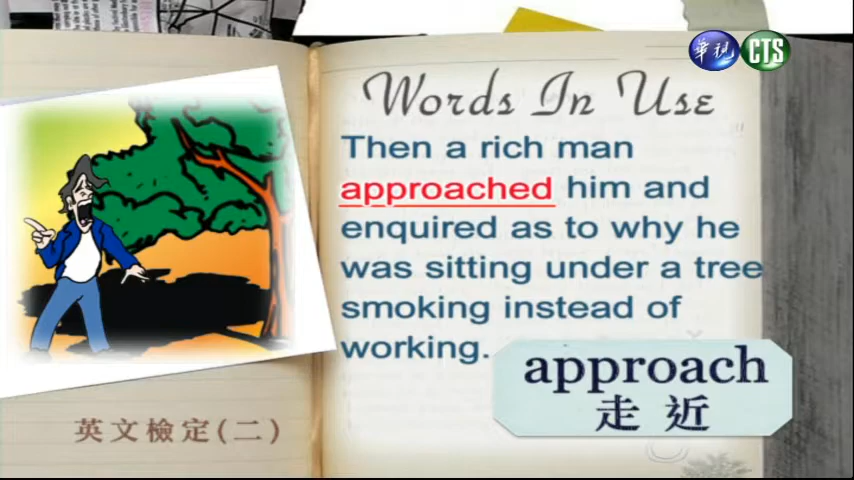 華視 CTS
Words In Use
Then a rich man
approached him and
enquired as to why he
was sitting under a tree
smoking instead of
working.
approach
走近
英文檢定(二)